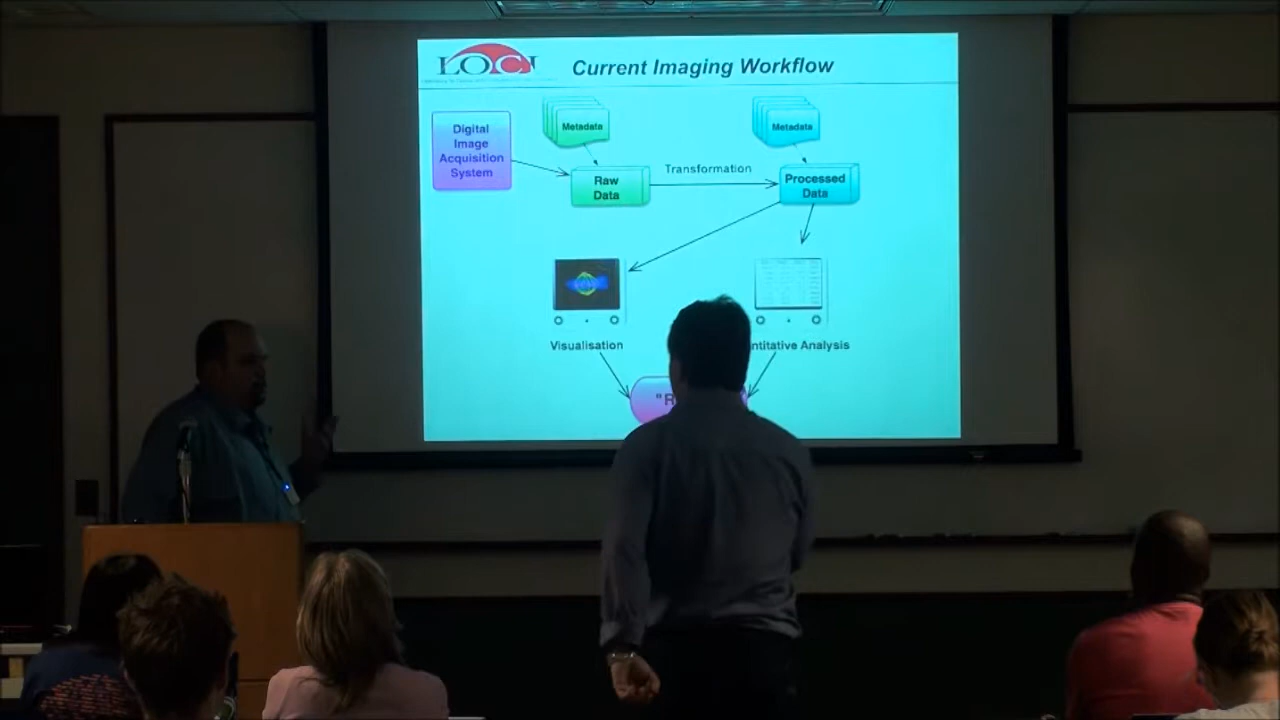 LOCI
Current Imaging Workflow
Digital
Image
Acquisition
System
Metadata
Metadata
Raw
Data
Transformation
Processed
Data
Visualisation
ntitative Analysis
"R